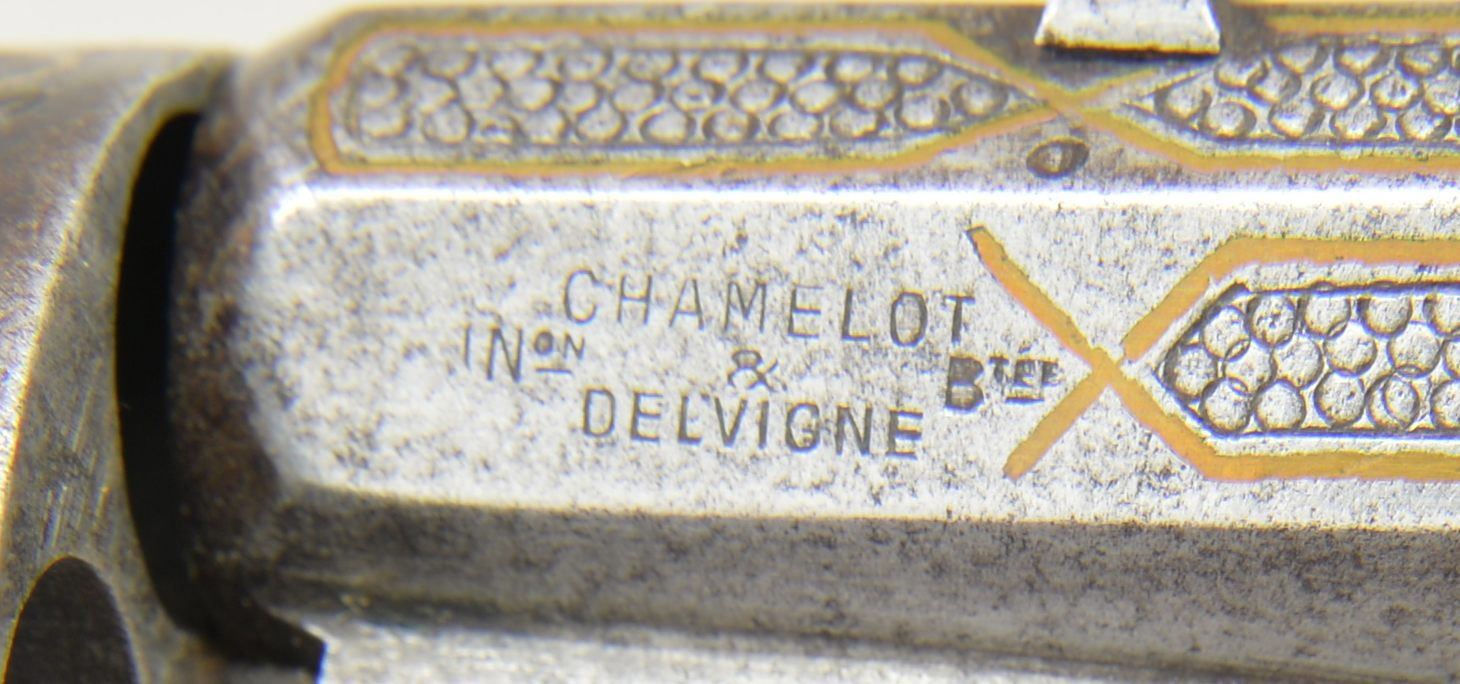 CHAMELOT
INON & BTEE
DELVIGNE